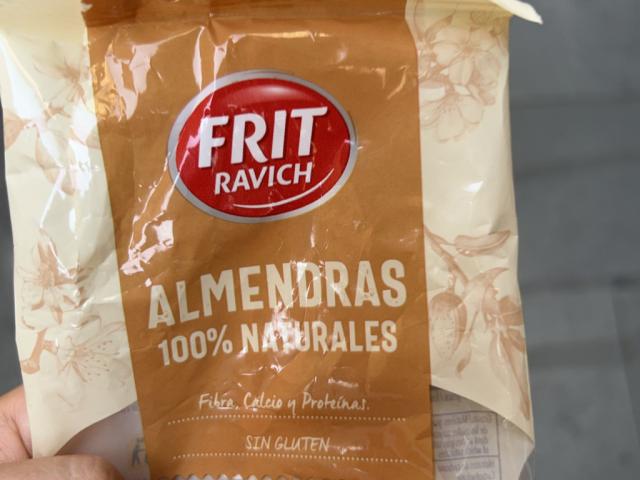 FRIT
RAVICH
ALMENDRAS
100% NATURALES
Fibra, Calcio y Proteínas.
SIN GLUTEN